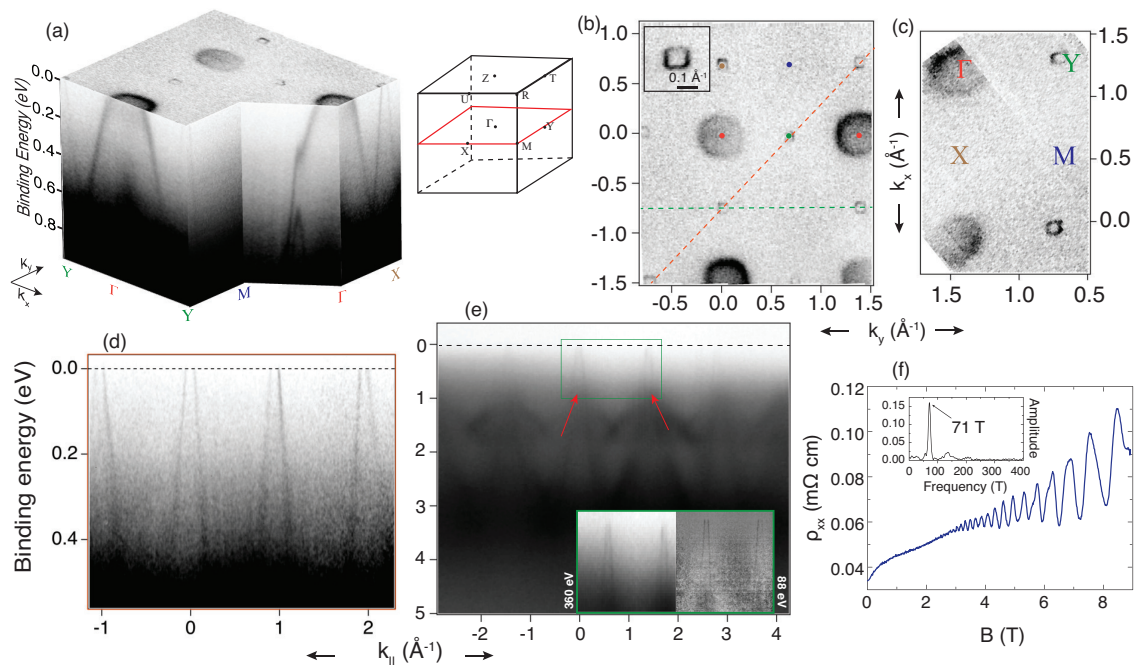 (a)
0.0
0.2
0.4
0.6
0.8
Binding Energy (eV)
k_y
k_x
Y
Γ
Y
M
Γ
X
Z
T
U
R
Γ
Y
X
M
(b)
1.0
0.5
0.0
-0.5
-1.0
-1.5
0.1 Å⁻¹
-0.5 0.0 0.5 1.0 1.5
k_y (Å⁻¹)
(c)
Γ
Y
X
M
k_x (Å⁻¹)
1.5
1.0
0.5
0.0
1.5 1.0 0.5
(d)
Binding energy (eV)
0.0
0.2
0.4
-1 0 1 2
k_|| (Å⁻¹)
(e)
0
1
2
3
4
5
360 eV
88 eV
-2 -1 0 1 2 3 4
(f)
0.12
0.10
0.08
0.06
0.04
ρ_xx (mΩ cm)
0.15
0.10
0.05
0.00
71 T
Amplitude
0 100 200 300 400
Frequency (T)
0 2 4 6 8
B (T)